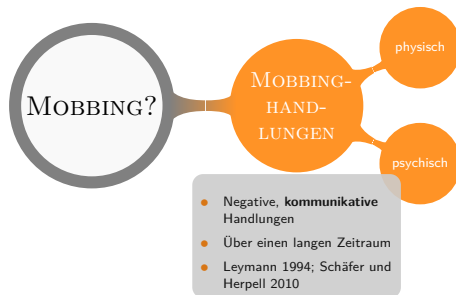 MOBBING?
MOBBING-
HAND-
LUNGEN
physisch
psychisch
Negative, kommunikative
Handlungen
Über einen langen Zeitraum
Leymann 1994; Schäfer und
Herpell 2010